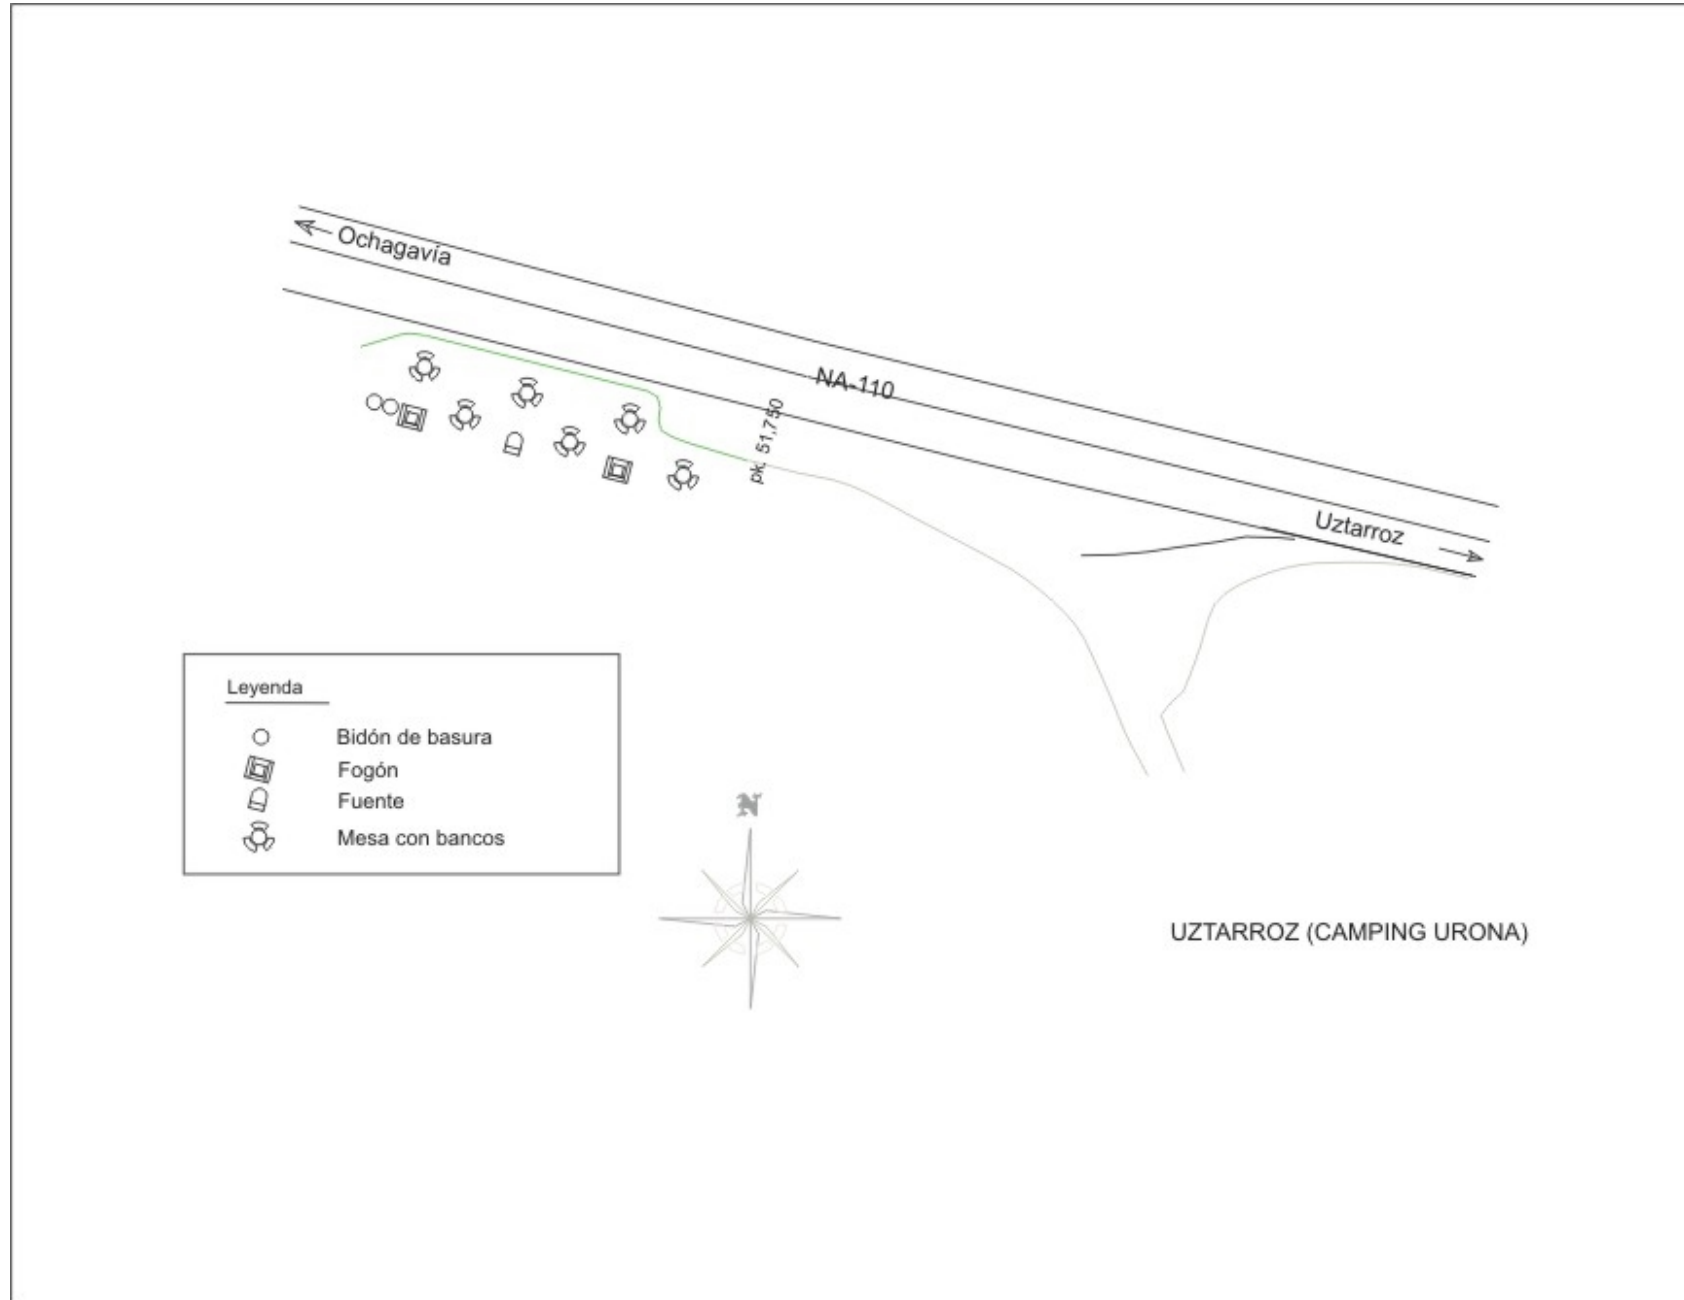 Ochagavía
NA-110
pk. 51,750
Uztarroz
Leyenda
Bidón de basura
Fogón
Fuente
Mesa con bancos
N
UZTARROZ (CAMPING URONA)